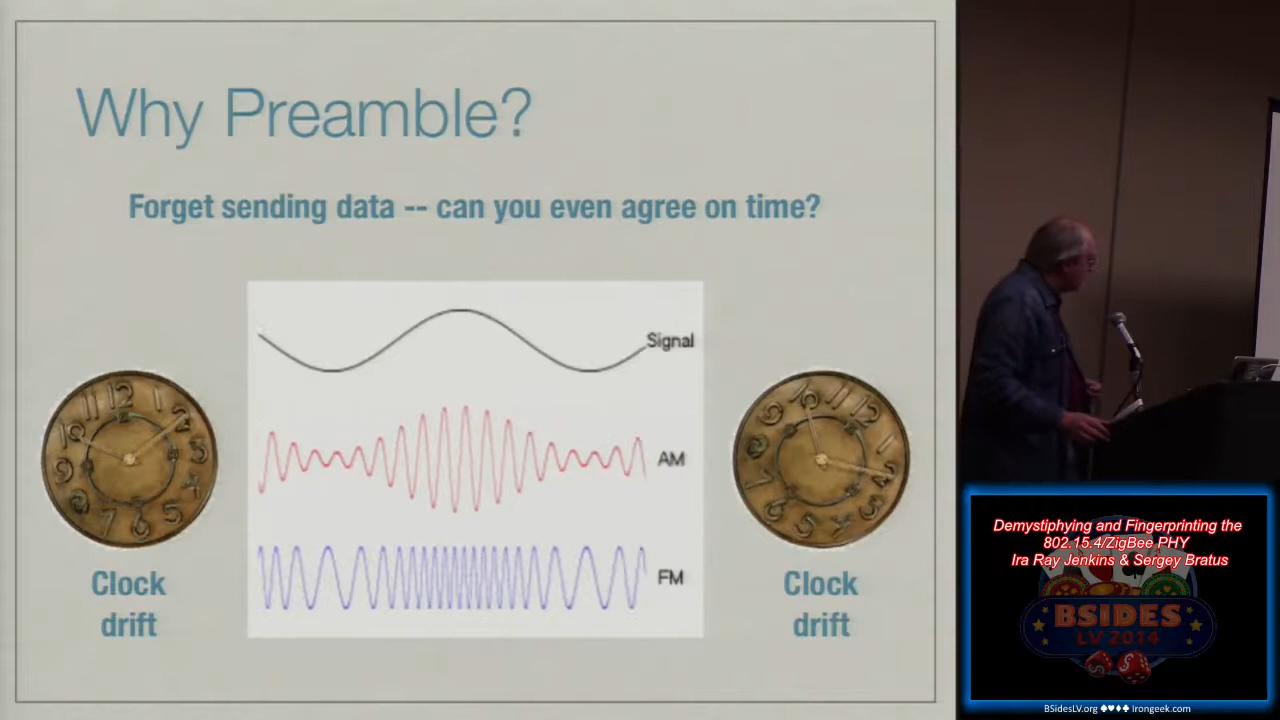 Why Preamble?
Forget sending data -- can you even agree on time?
Signal
AM
FM
Clock
drift
Clock
drift
Demystiphying and Fingerprinting the
802.15.4/ZigBee PHY
Ira Ray Jenkins & Sergey Bratus
BSIDES
LV 2014
BSidesLV.org ♠♥♦♣ Irongeek.com